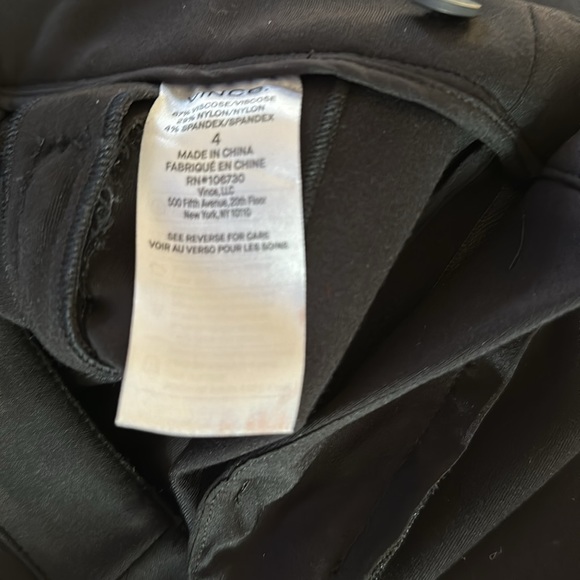 VINCE.
67% VISCOSE/VISCOSE
29% NYLON/NYLON
4% SPANDEX/SPANDEX
4
MADE IN CHINA
FABRIQUÉ EN CHINE
RN#106730
Vince, LLC
500 Fifth Avenue, 20th Floor
New York, NY 10110
SEE REVERSE FOR CARE
VOIR AU VERSO POUR LES SOINS